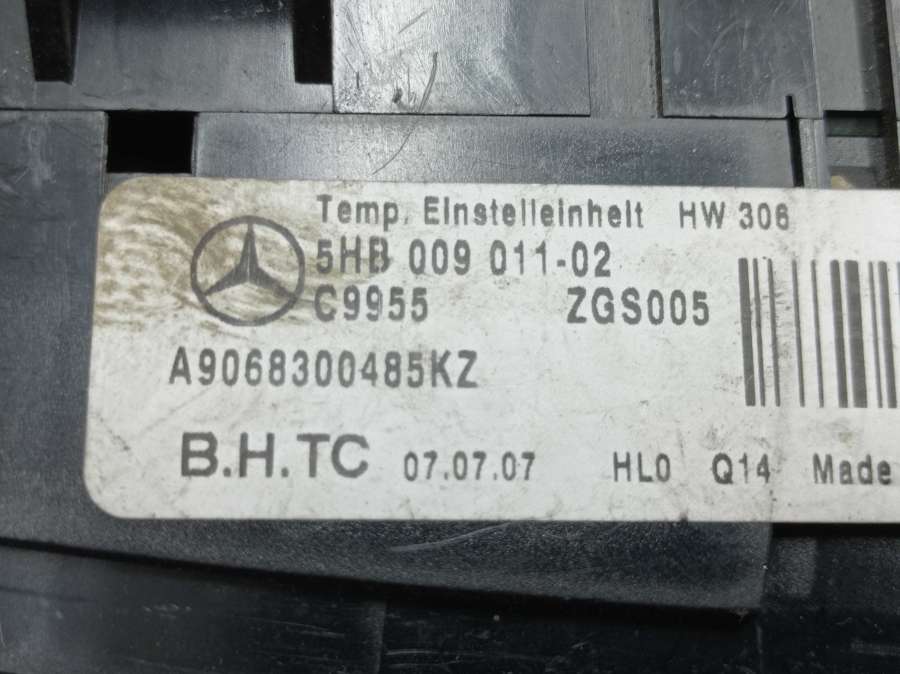 Temp. Einstelleinheit HW 306
5HB 009 011-02
C9955 ZGS005
A9068300485KZ
B.H.TC 07.07.07 HL0 Q14 Made